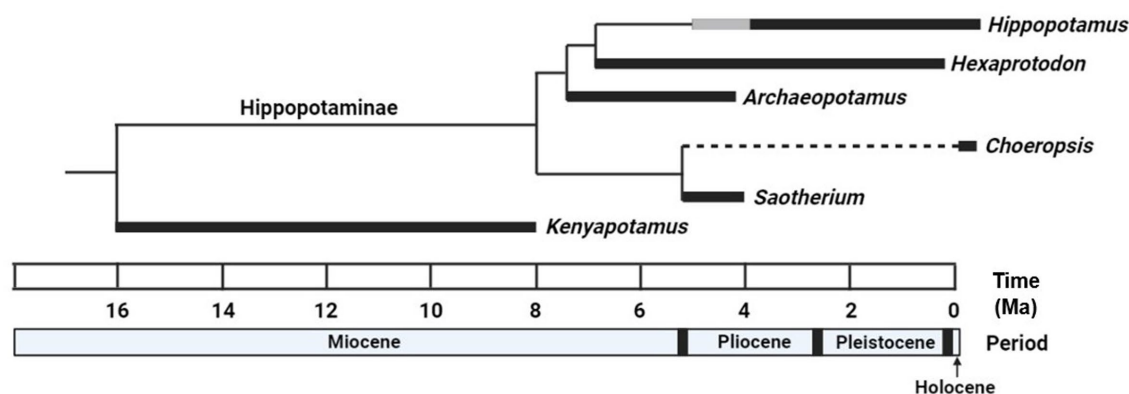 Hippopotamus
Hexaprotodon
Hippopotaminae
Archaeopotamus
Choeropsis
Saotherium
Kenyapotamus
16 14 12 10 8 6 4 2 0
Time
(Ma)
Miocene Pliocene Pleistocene Period
Holocene